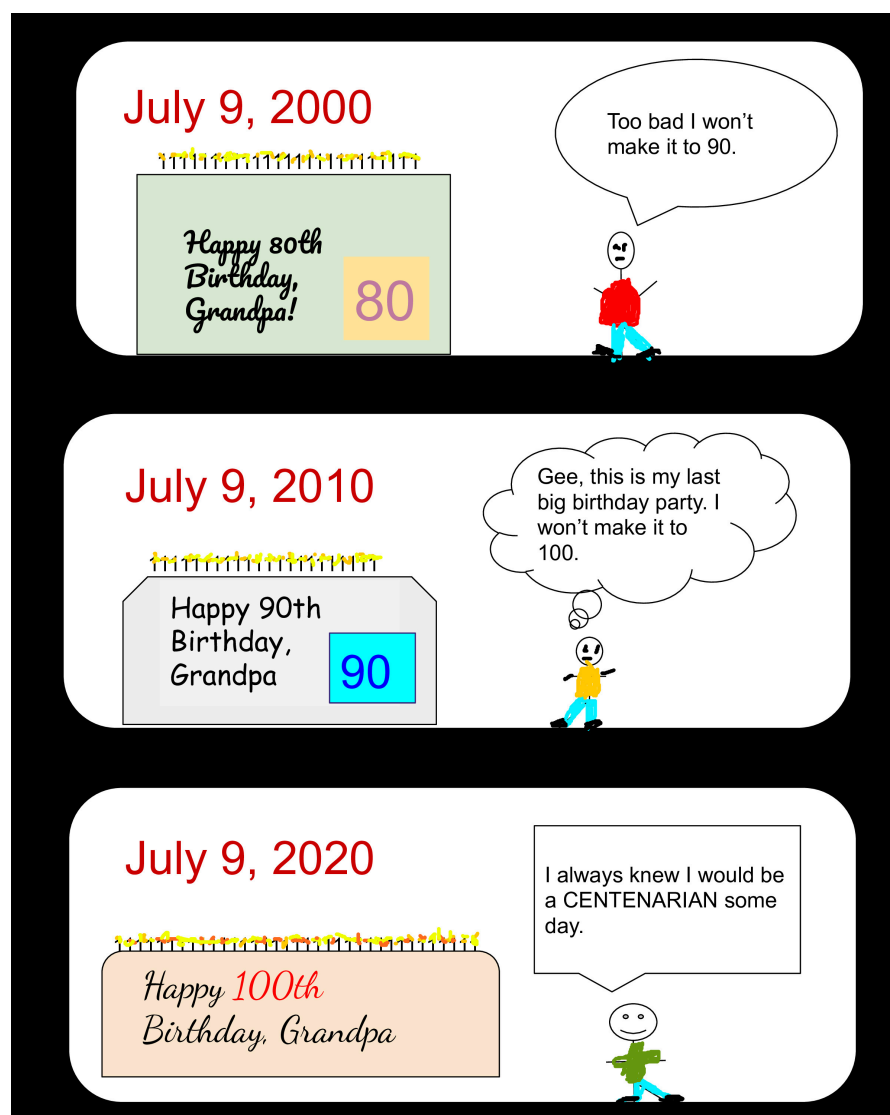 July 9, 2000
Too bad I won’t
make it to 90.
Happy 80th
Birthday,
Grandpa!
80
July 9, 2010
Gee, this is my last
big birthday party. I
won’t make it to
100.
Happy 90th
Birthday,
Grandpa
90
July 9, 2020
I always knew I would be
a CENTENARIAN some
day.
Happy 100th
Birthday, Grandpa